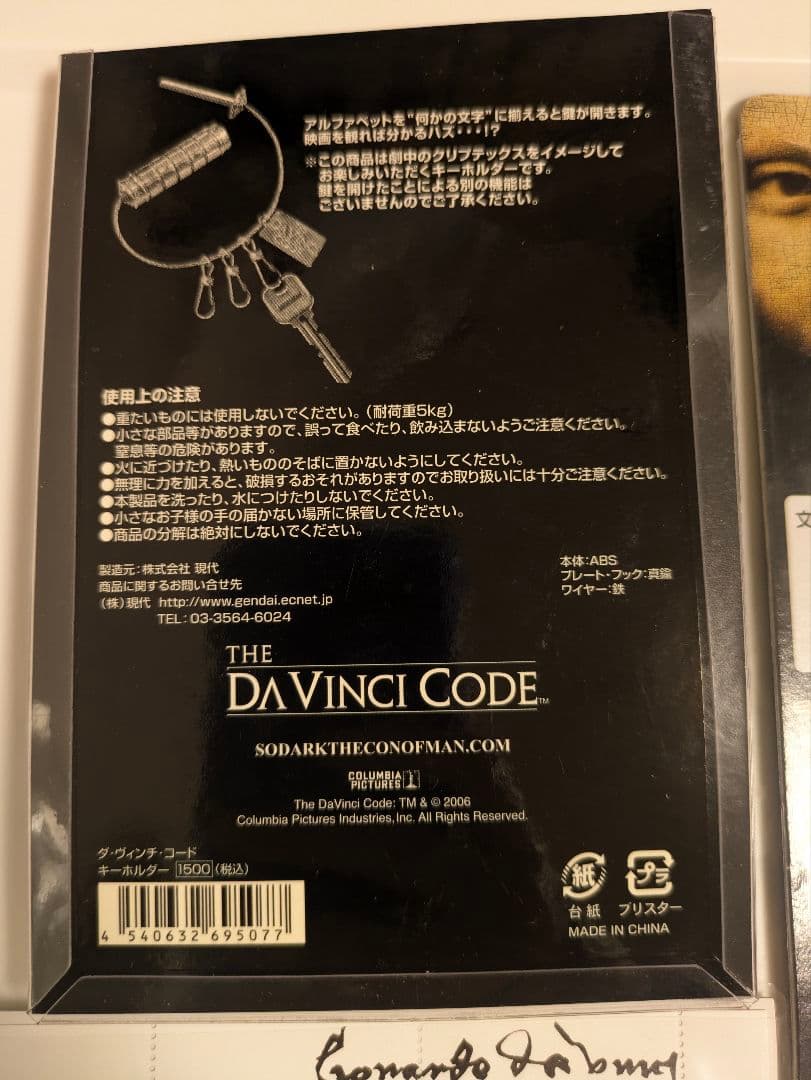 アルファベットを"何かの文字"に揃えると鍵が開きます。
映画を観れば分かるハズ・・・!?
※この商品は劇中のクリプテックスをイメージして
お楽しみいただくキーホルダーです。
鍵を開けたことによる別の機能は
ございませんのでご了承ください。
使用上の注意
●重たいものには使用しないでください。(耐荷重5kg)
●小さな部品等がありますので、誤って食べたり、飲み込まないようご注意ください。
窒息等の危険があります。
●火に近づけたり、熱いもののそばに置かないようにしてください。
●無理に力を加えると、破損するおそれがありますのでお取り扱いには十分ご注意ください。
●本製品を洗ったり、水につけたりしないでください。
●小さなお子様の手の届かない場所に保管してください。
●商品の分解は絶対にしないでください。
製造元:株式会社 現代
商品に関するお問い合せ先
(株)現代 http://www.gendai.ecnet.jp
TEL:03-3564-6024
本体:ABS
プレート・フック:真鍮
ワイヤー:鉄
THE
DA VINCI CODE™
SODARKTHECONOFMAN.COM
COLUMBIA
PICTURES
The DaVinci Code: TM & © 2006
Columbia Pictures Industries, Inc. All Rights Reserved.
ダ・ヴィンチ・コード
キーホルダー 1500 (税込)
4 540632 695077
紙
プラ
台紙 ブリスター
MADE IN CHINA
文
Leonardo da Vinci